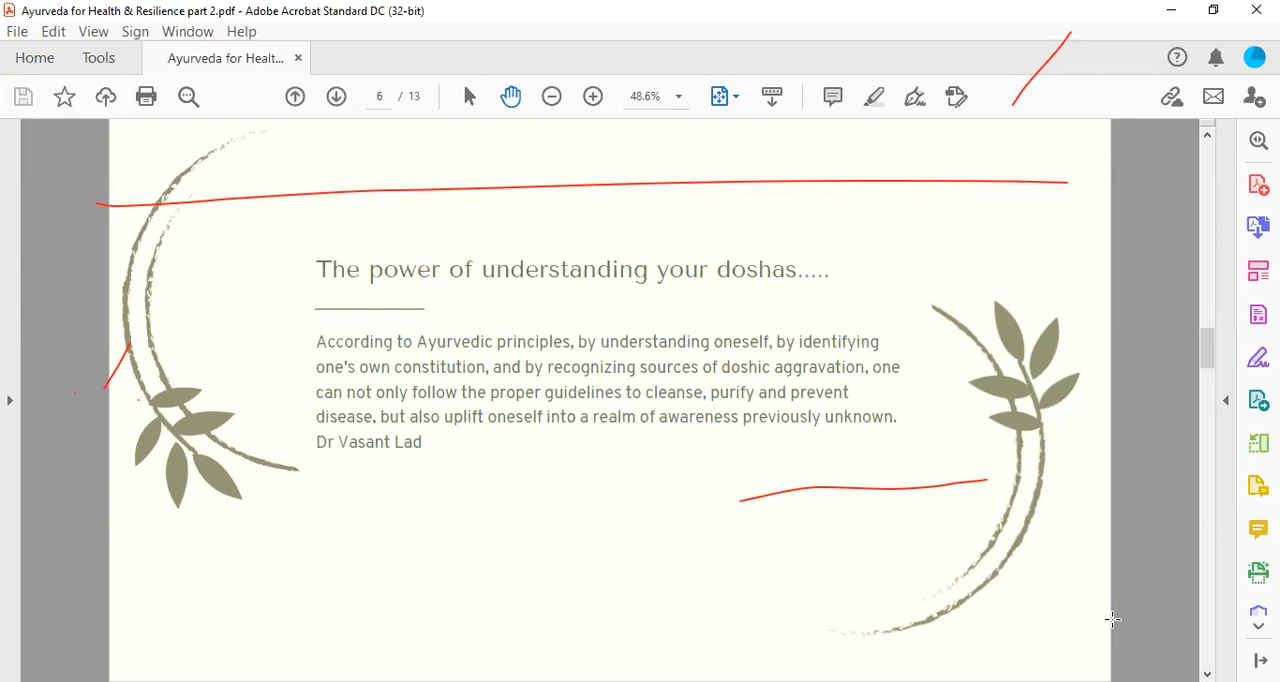 Ayurveda for Health & Resilience part 2.pdf - Adobe Acrobat Standard DC (32-bit)
File Edit View Sign Window Help
Home Tools Ayurveda for Healt... ×
6 / 13 48.6%
The power of understanding your doshas.....
According to Ayurvedic principles, by understanding oneself, by identifying
one's own constitution, and by recognizing sources of doshic aggravation, one
can not only follow the proper guidelines to cleanse, purify and prevent
disease, but also uplift oneself into a realm of awareness previously unknown.
Dr Vasant Lad